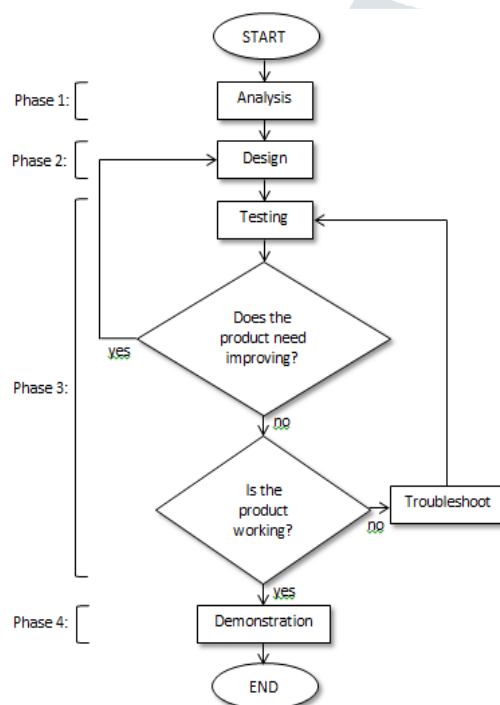 START
Phase 1:
Analysis
Phase 2:
Design
Testing
Does the
product need
improving?
yes
no
Phase 3:
Is the
product
working?
no
Troubleshoot
yes
Phase 4:
Demonstration
END